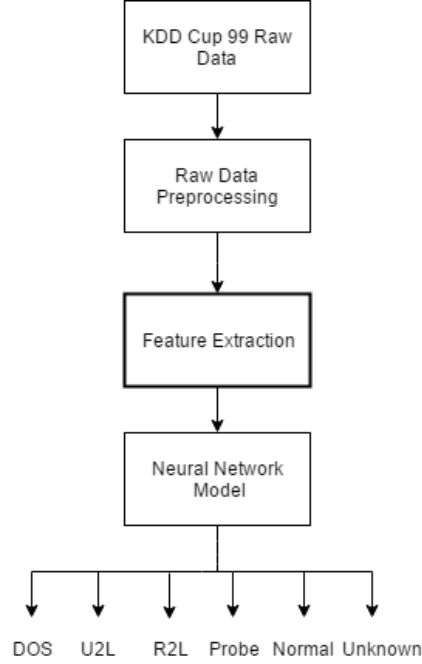 KDD Cup 99 Raw
Data
Raw Data
Preprocessing
Feature Extraction
Neural Network
Model
DOS U2L R2L Probe Normal Unknown